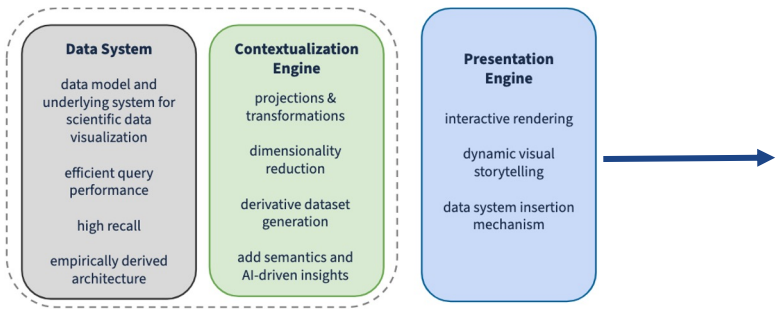 Data System
data model and
underlying system for
scientific data
visualization
efficient query
performance
high recall
empirically derived
architecture
Contextualization
Engine
projections &
transformations
dimensionality
reduction
derivative dataset
generation
add semantics and
AI-driven insights
Presentation
Engine
interactive rendering
dynamic visual
storytelling
data system insertion
mechanism